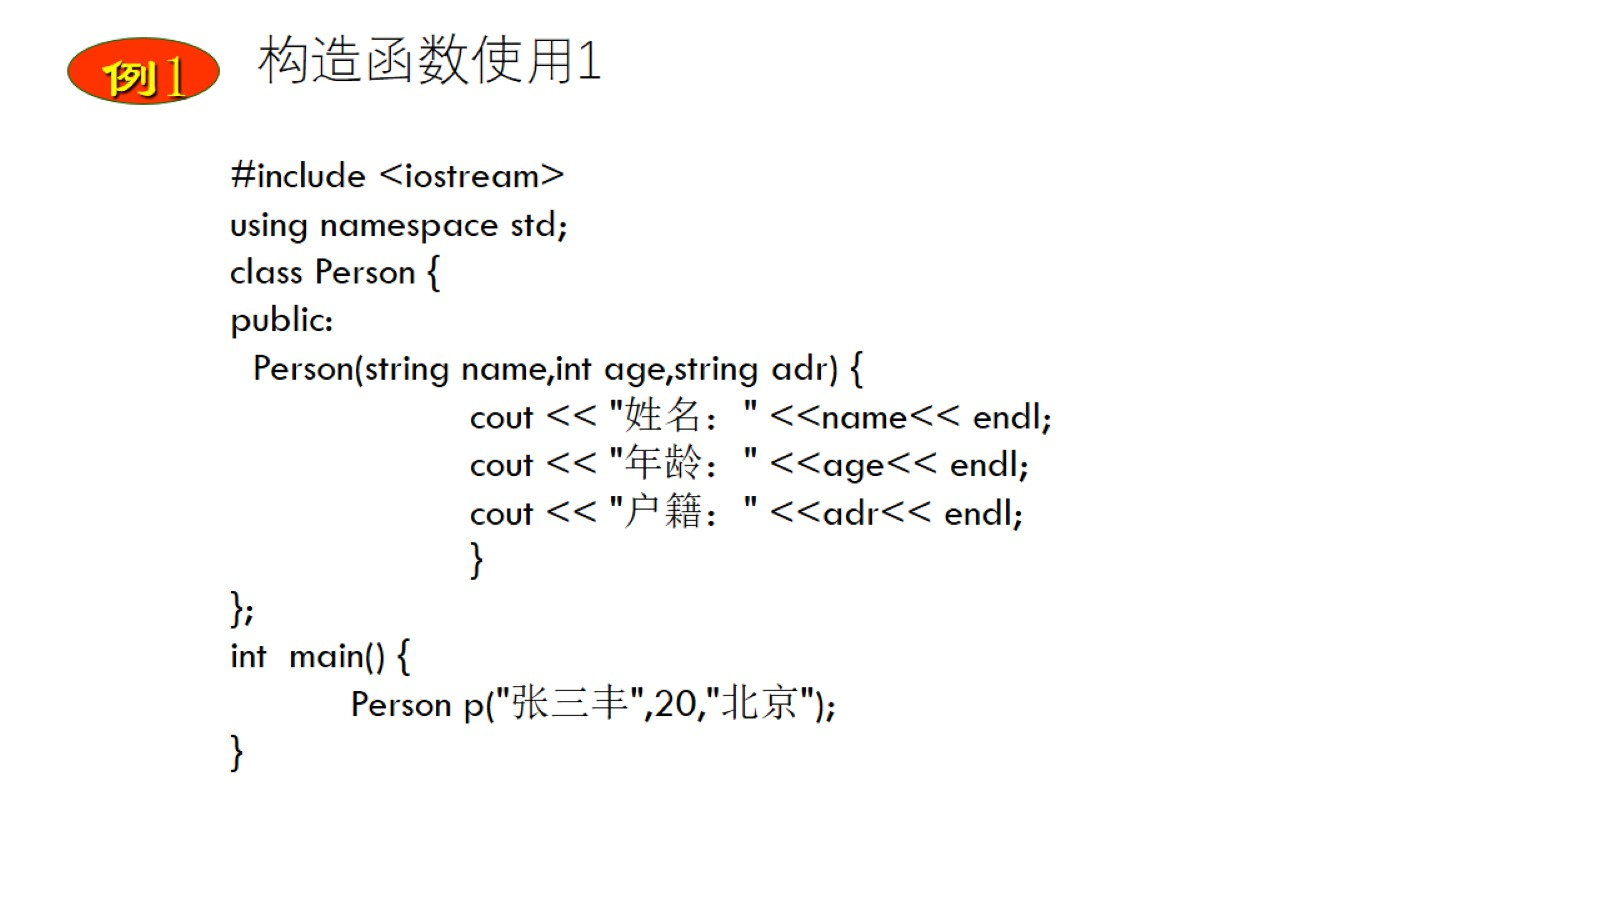 例1
构造函数使用1
#include <iostream>
using namespace std;
class Person {
public:
Person(string name,int age,string adr) {
cout << "姓名：" <<name<< endl;
cout << "年龄：" <<age<< endl;
cout << "户籍：" <<adr<< endl;
}
};
int  main() {
Person p("张三丰",20,"北京");
}